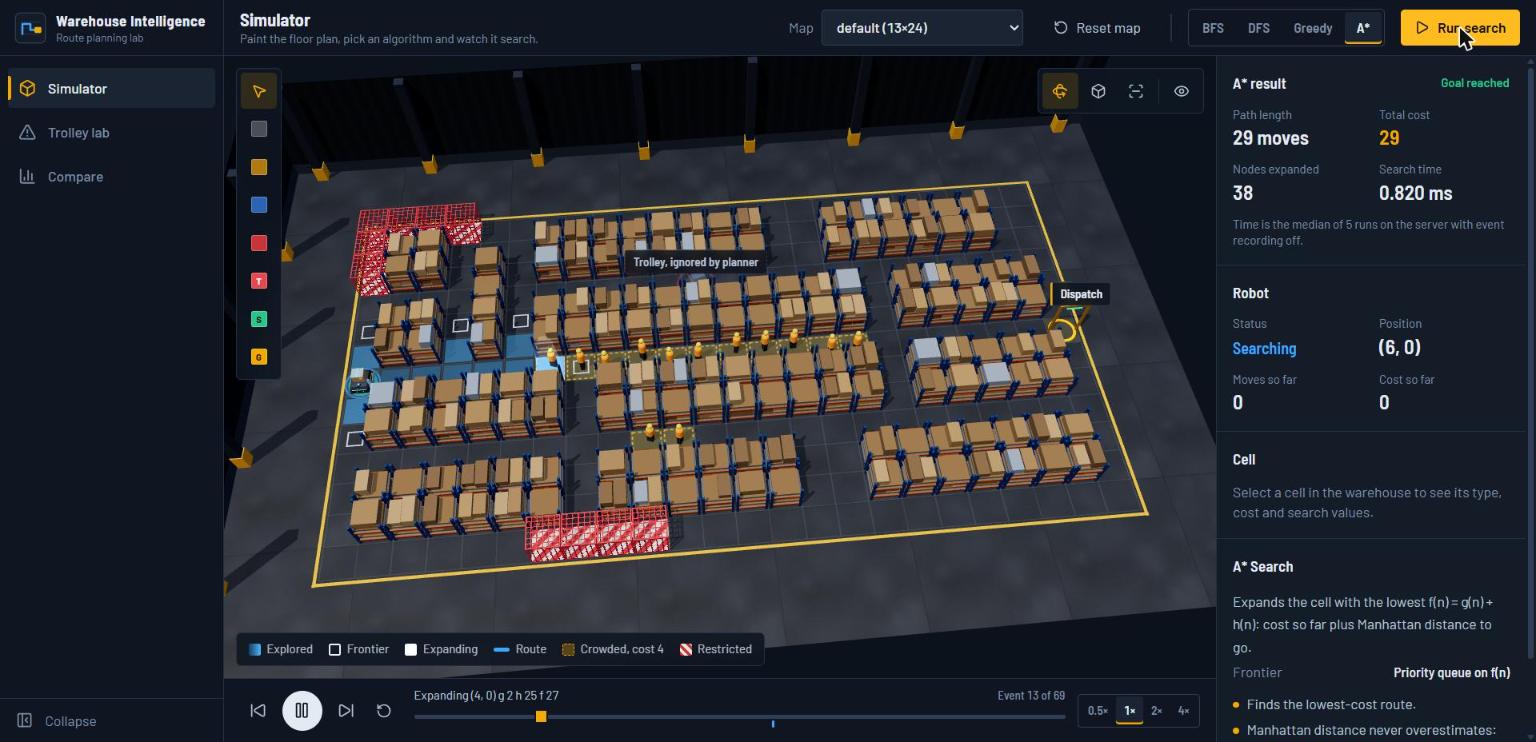 Warehouse Intelligence
Route planning lab
Simulator
Paint the floor plan, pick an algorithm and watch it search.
Map
default (13×24)
Reset map
BFS
DFS
Greedy
A*
Run search
Simulator
Trolley lab
Compare
Collapse
T
S
G
Trolley, ignored by planner
Dispatch
Explored
Frontier
Expanding
Route
Crowded, cost 4
Restricted
Expanding (4, 0) g 2 h 25 f 27
Event 13 of 69
0.5×
1×
2×
4×
A* result
Goal reached
Path length
Total cost
29 moves
29
Nodes expanded
Search time
38
0.820 ms
Time is the median of 5 runs on the server with event
recording off.
Robot
Status
Position
Searching
(6, 0)
Moves so far
Cost so far
0
0
Cell
Select a cell in the warehouse to see its type,
cost and search values.
A* Search
Expands the cell with the lowest f(n) = g(n) +
h(n): cost so far plus Manhattan distance to
go.
Frontier
Priority queue on f(n)
Finds the lowest-cost route.
Manhattan distance never overestimates: